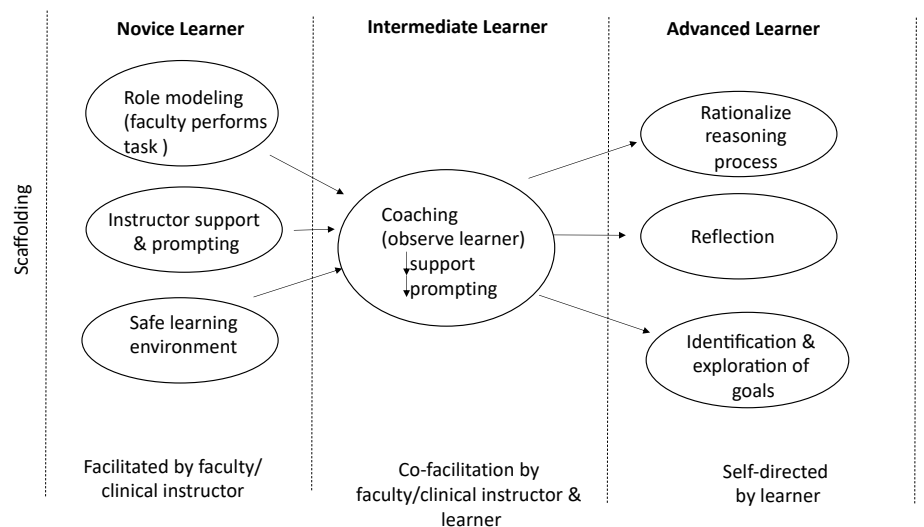 Novice Learner
Intermediate Learner
Advanced Learner
Scaffolding
Role modeling
(faculty performs
task )
Instructor support
& prompting
Safe learning
environment
Coaching
(observe learner)
support
prompting
Rationalize
reasoning
process
Reflection
Identification &
exploration of
goals
Facilitated by faculty/
clinical instructor
Co-facilitation by
faculty/clinical instructor &
learner
Self-directed
by learner